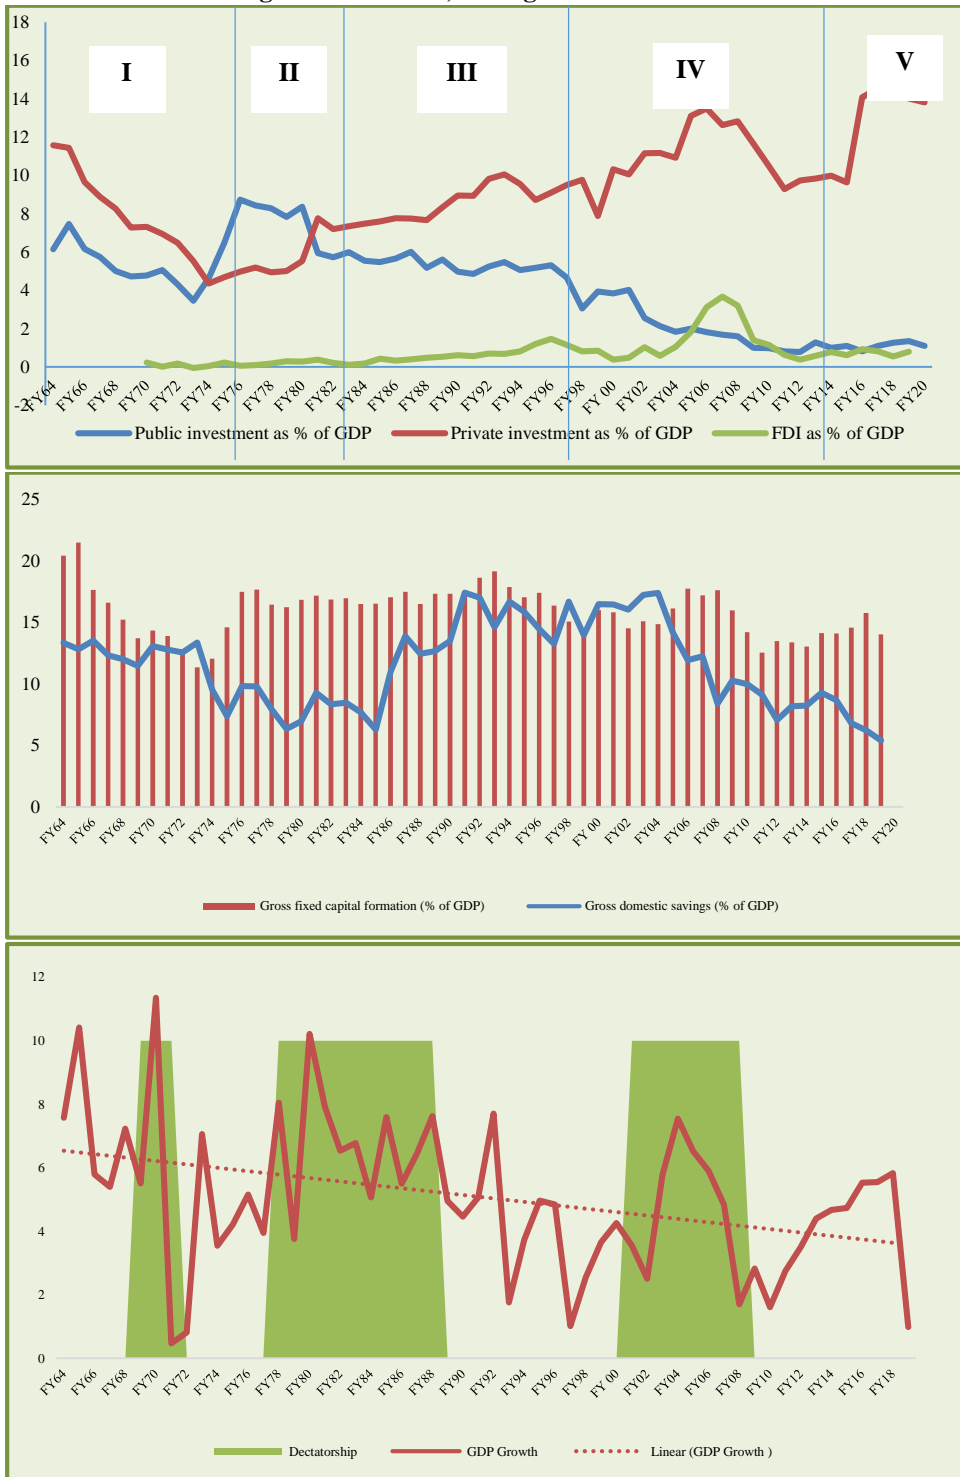 18
16
14
12
10
8
6
4
2
0
-2
I
II
III
IV
V
FY64
FY66
FY68
FY70
FY72
FY74
FY76
FY78
FY80
FY82
FY84
FY86
FY88
FY90
FY92
FY94
FY96
FY98
FY 00
FY02
FY04
FY06
FY08
FY10
FY12
FY14
FY16
FY18
FY20
Public investment as % of GDP Private investment as % of GDP FDI as % of GDP
25
20
15
10
5
0
FY64
FY66
FY68
FY70
FY72
FY74
FY76
FY78
FY80
FY82
FY84
FY86
FY88
FY90
FY92
FY94
FY96
FY98
FY 00
FY02
FY04
FY06
FY08
FY10
FY12
FY14
FY16
FY18
FY20
Gross fixed capital formation (% of GDP) Gross domestic savings (% of GDP)
12
10
8
6
4
2
0
FY64
FY66
FY68
FY70
FY72
FY74
FY76
FY78
FY80
FY82
FY84
FY86
FY88
FY90
FY92
FY94
FY96
FY98
FY 00
FY02
FY04
FY06
FY08
FY10
FY12
FY14
FY16
FY18
Dectatorship GDP Growth Linear (GDP Growth )